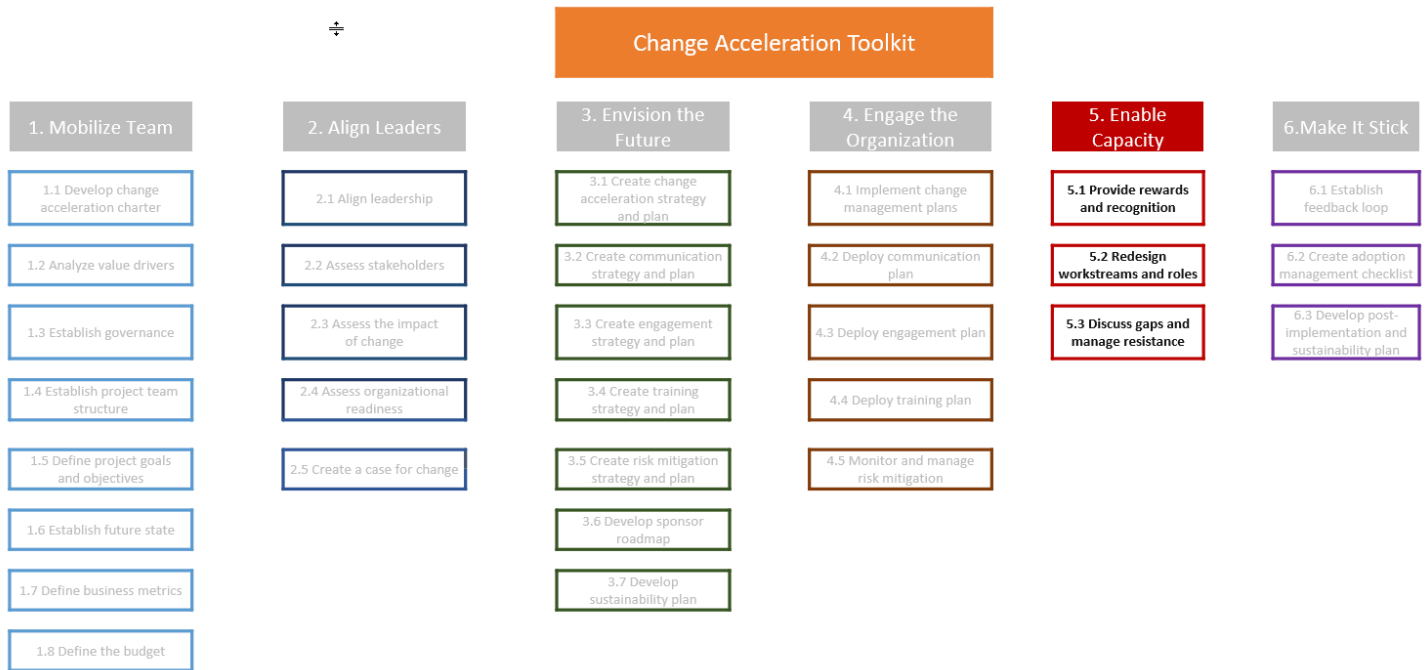 Change Acceleration Toolkit
1. Mobilize Team
2. Align Leaders
3. Envision the
Future
4. Engage the
Organization
5. Enable
Capacity
6.Make It Stick
1.1 Develop change
acceleration charter
1.2 Analyze value drivers
1.3 Establish governance
1.4 Establish project team
structure
1.5 Define project goals
and objectives
1.6 Establish future state
1.7 Define business metrics
1.8 Define the budget
2.1 Align leadership
2.2 Assess stakeholders
2.3 Assess the impact
of change
2.4 Assess organizational
readiness
2.5 Create a case for change
3.1 Create change
acceleration strategy
and plan
3.2 Create communication
strategy and plan
3.3 Create engagement
strategy and plan
3.4 Create training
strategy and plan
3.5 Create risk mitigation
strategy and plan
3.6 Develop sponsor
roadmap
3.7 Develop
sustainability plan
4.1 Implement change
management plans
4.2 Deploy communication
plan
4.3 Deploy engagement plan
4.4 Deploy training plan
4.5 Monitor and manage
risk mitigation
5.1 Provide rewards
and recognition
5.2 Redesign
workstreams and roles
5.3 Discuss gaps and
manage resistance
6.1 Establish
feedback loop
6.2 Create adoption
management checklist
6.3 Develop post-
implementation and
sustainability plan